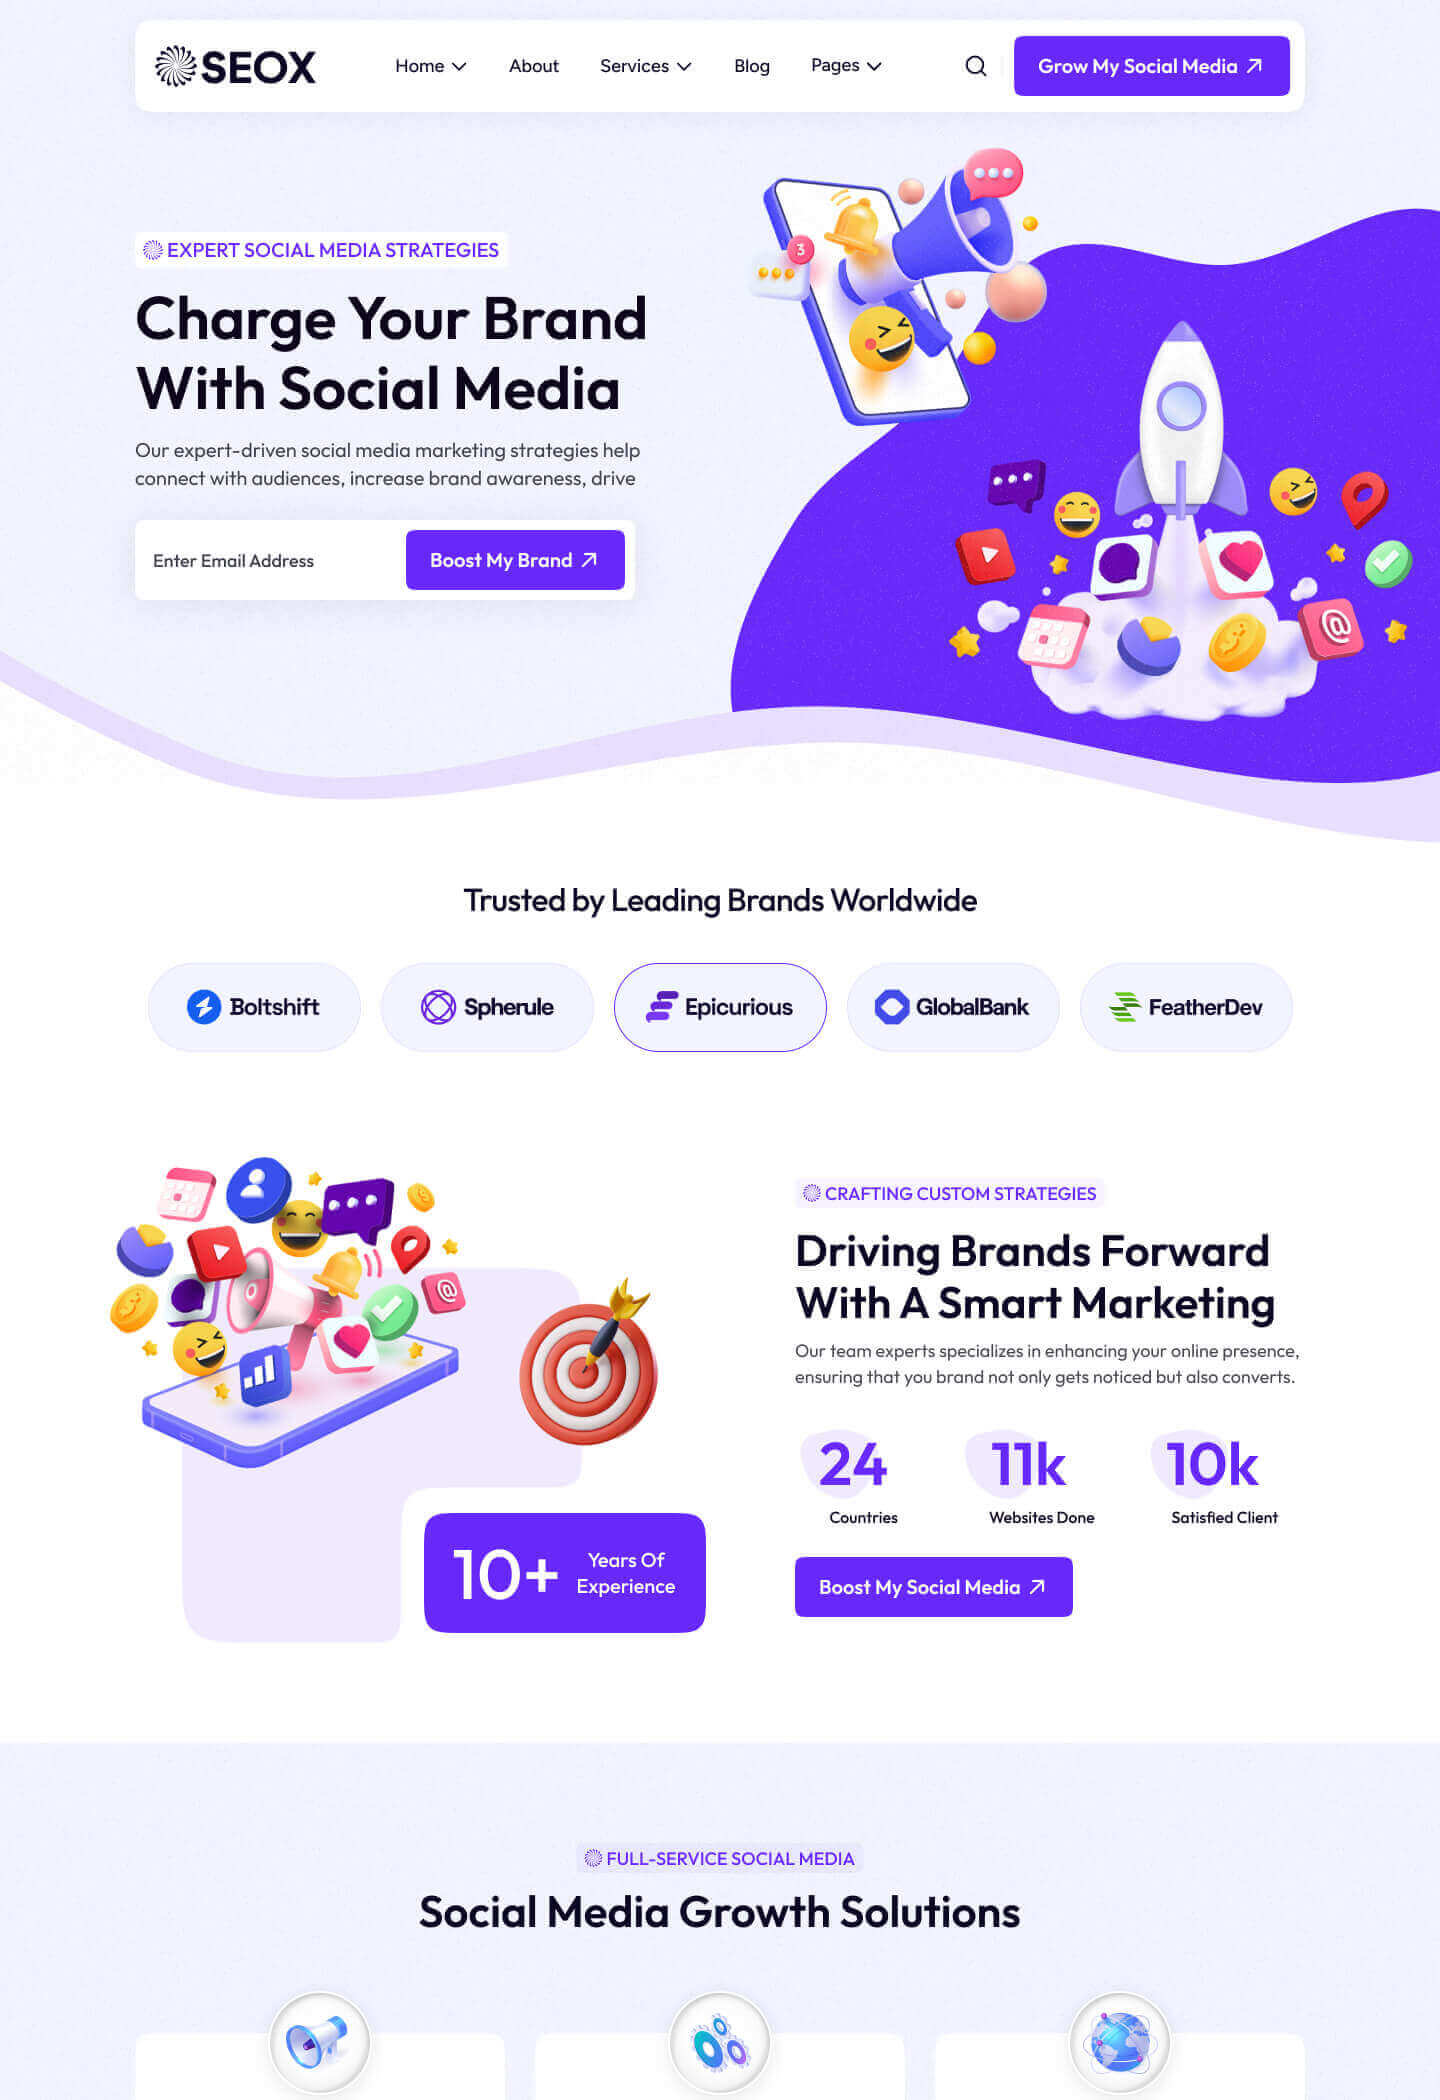 SEOX
Home
About
Services
Blog
Pages
Grow My Social Media
3
EXPERT SOCIAL MEDIA STRATEGIES
Charge Your Brand
With Social Media
Our expert-driven social media marketing strategies help
connect with audiences, increase brand awareness, drive
Enter Email Address
Boost My Brand
@
Trusted by Leading Brands Worldwide
Boltshift
Spherule
Epicurious
GlobalBank
FeatherDev
@
10+
Years Of
Experience
CRAFTING CUSTOM STRATEGIES
Driving Brands Forward
With A Smart Marketing
Our team experts specializes in enhancing your online presence,
ensuring that you brand not only gets noticed but also converts.
24
Countries
11k
Websites Done
10k
Satisfied Client
Boost My Social Media
FULL-SERVICE SOCIAL MEDIA
Social Media Growth Solutions